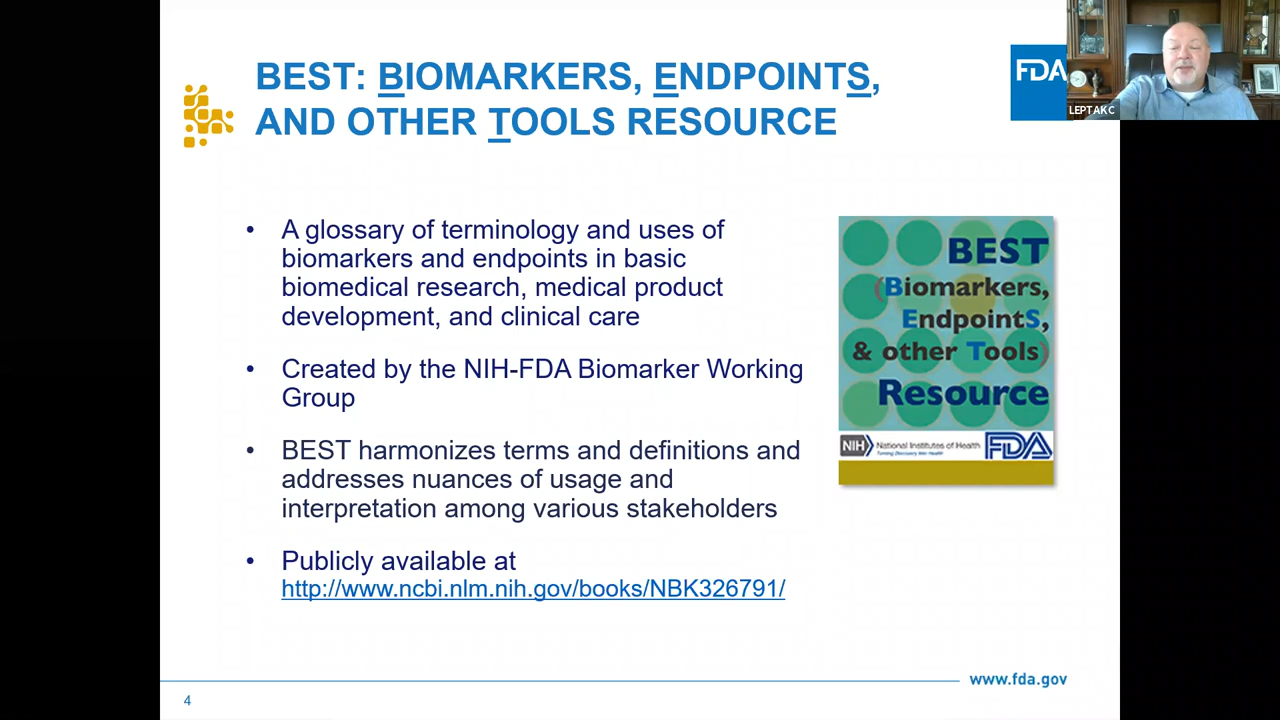 BEST: BIOMARKERS, ENDPOINTS,
AND OTHER TOOLS RESOURCE
FDA
LEPTAKC
• A glossary of terminology and uses of
biomarkers and endpoints in basic
biomedical research, medical product
development, and clinical care
• Created by the NIH-FDA Biomarker Working
Group
• BEST harmonizes terms and definitions and
addresses nuances of usage and
interpretation among various stakeholders
• Publicly available at
http://www.ncbi.nlm.nih.gov/books/NBK326791/
BEST
(Biomarkers,
EndpointS,
& other Tools)
Resource
NIH National Institutes of Health FDA
Turning Discovery Into Health
www.fda.gov
4